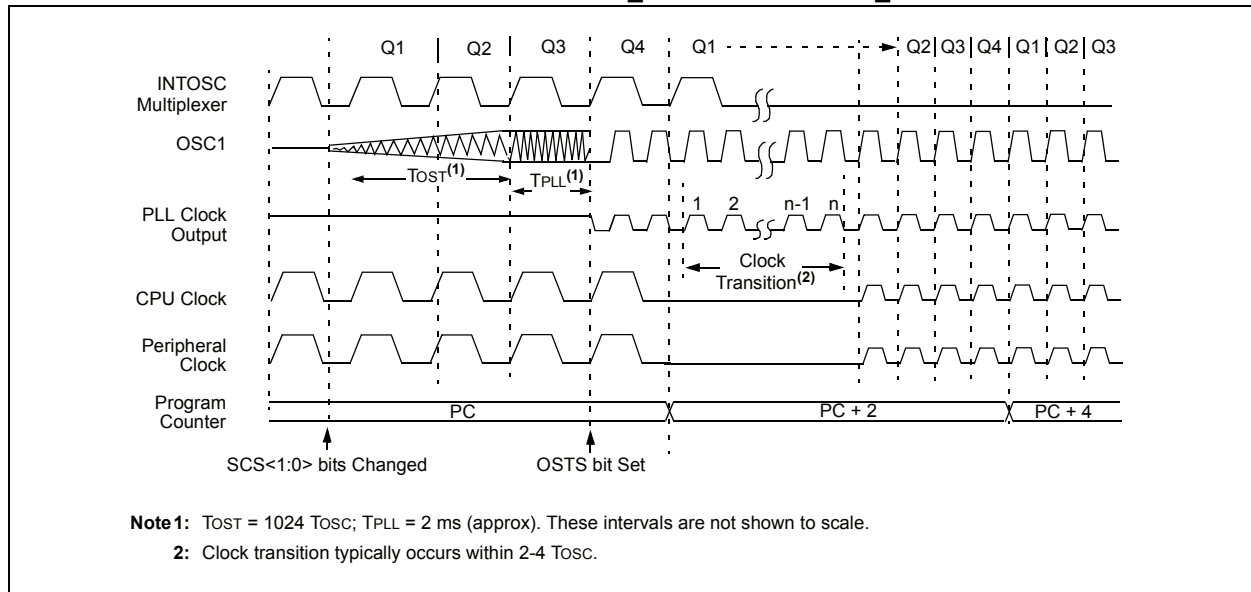 Q1 Q2 Q3 Q4 Q1 Q2 Q3 Q4 Q1 Q2 Q3
INTOSC
Multiplexer
OSC1
TOST(1)
TPLL(1)
PLL Clock
Output
1 2 n-1 n
Clock
Transition(2)
CPU Clock
Peripheral
Clock
Program
Counter
PC
PC + 2
PC + 4
SCS<1:0> bits Changed
OSTS bit Set
Note 1: TOST = 1024 TOSC; TPLL = 2 ms (approx). These intervals are not shown to scale.
2: Clock transition typically occurs within 2-4 TOSC.